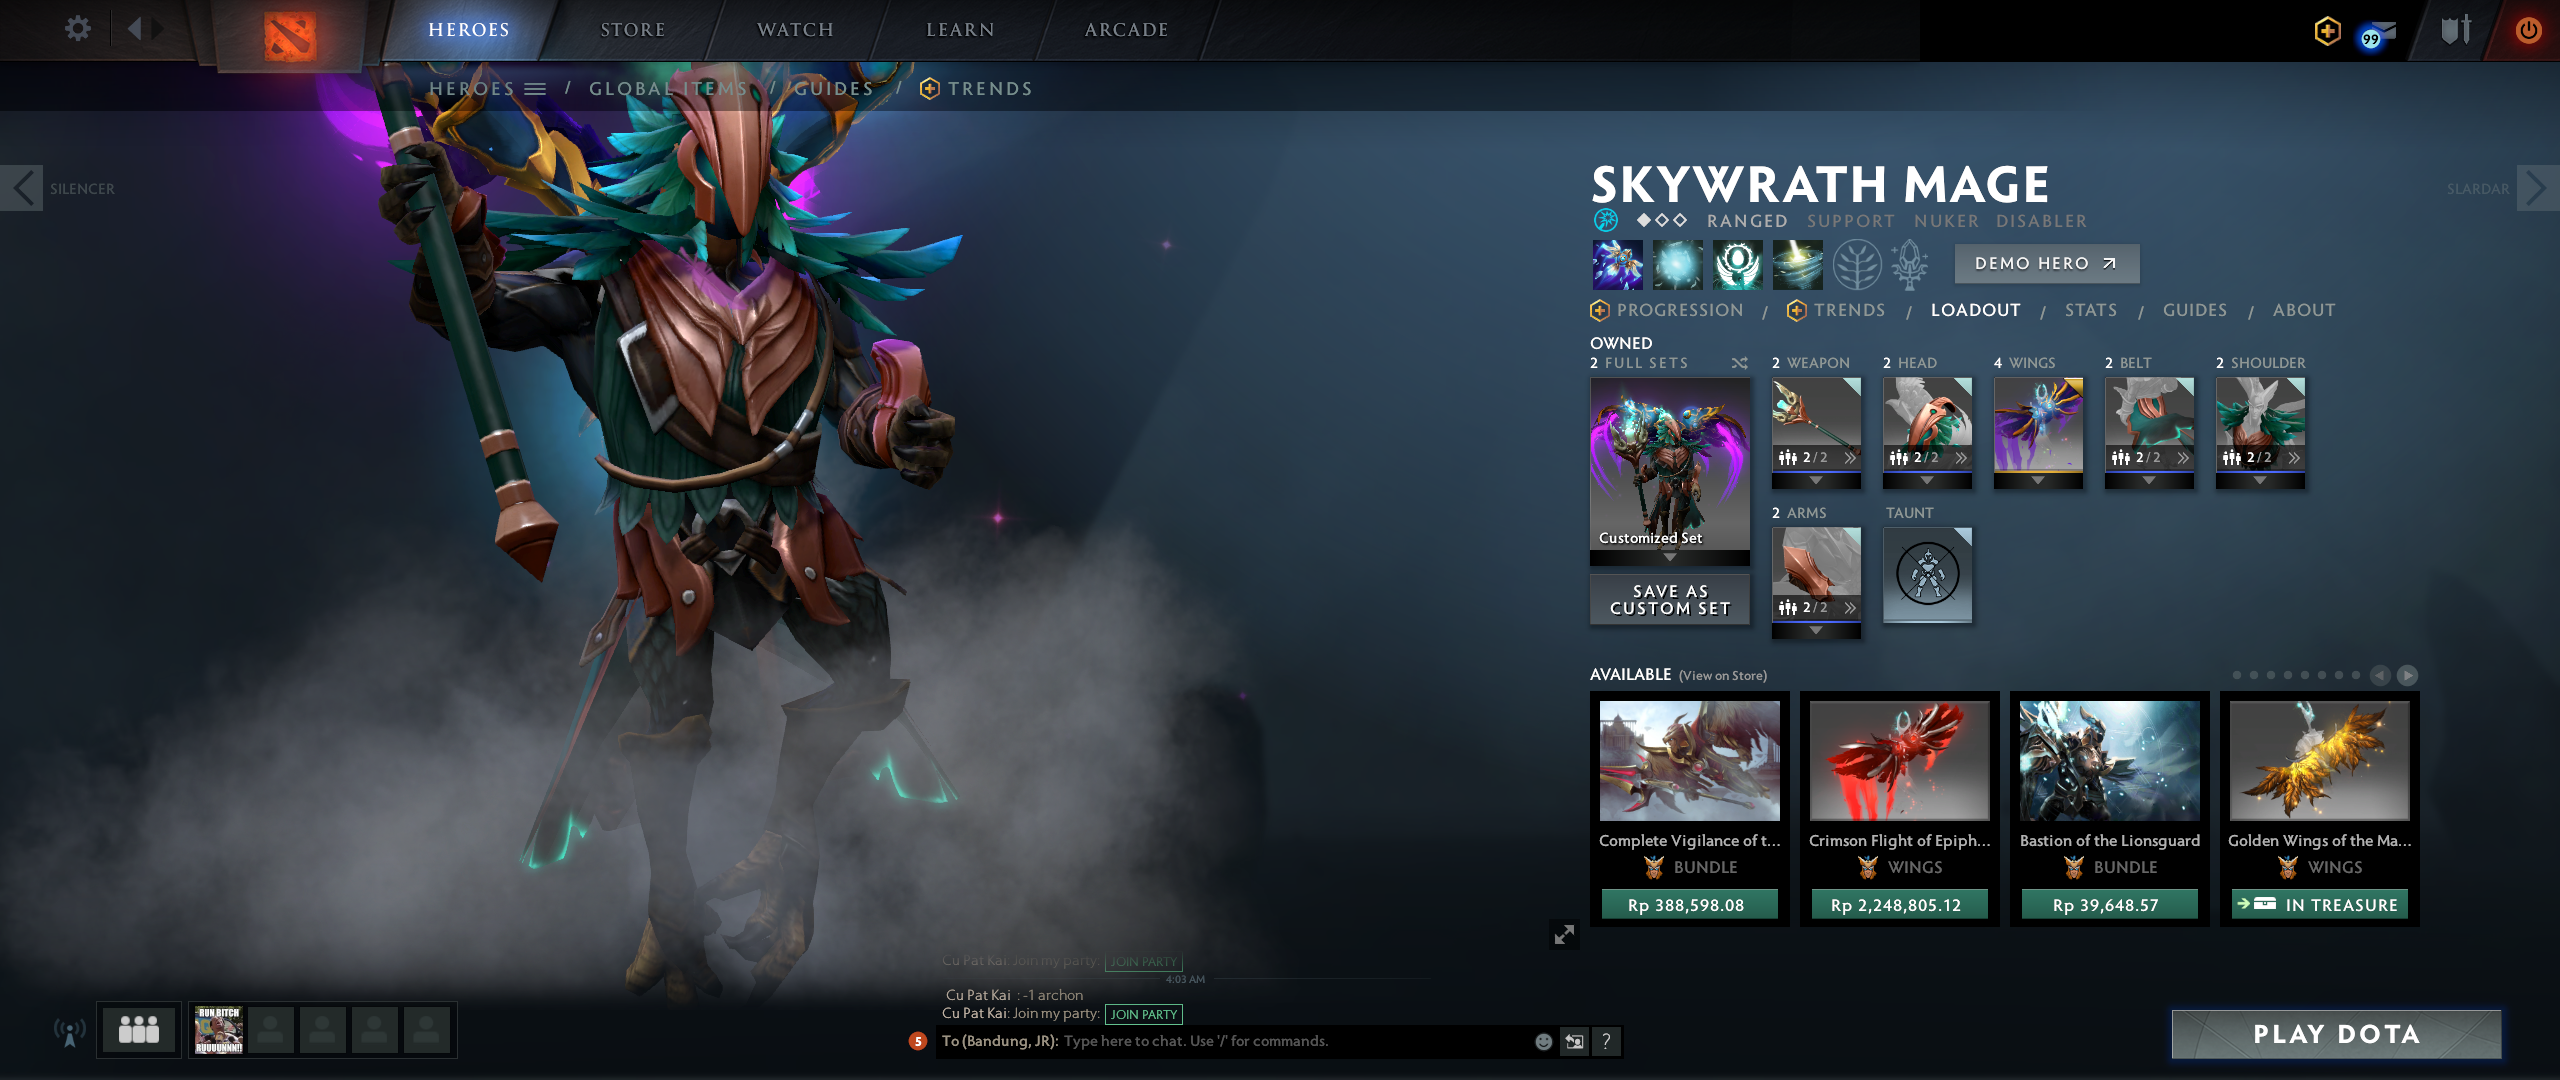 HEROES
STORE
WATCH
LEARN
ARCADE
99
HEROES / GLOBAL ITEMS / GUIDES / TRENDS
SILENCER
SLARDAR
SKYWRATH MAGE
RANGED SUPPORT NUKER DISABLER
DEMO HERO
PROGRESSION / TRENDS / LOADOUT / STATS / GUIDES / ABOUT
OWNED
2 FULL SETS
2 WEAPON
2 HEAD
4 WINGS
2 BELT
2 SHOULDER
2/2
2/2
2/2
2/2
Customized Set
SAVE AS
CUSTOM SET
2 ARMS
TAUNT
2/2
AVAILABLE (View on Store)
Complete Vigilance of t...
BUNDLE
Rp 388,598.08
Crimson Flight of Epiph...
WINGS
Rp 2,248,805.12
Bastion of the Lionsguard
BUNDLE
Rp 39,648.57
Golden Wings of the Ma...
WINGS
IN TREASURE
Cu Pat Kai: Join my party: JOIN PARTY
4:03 AM
Cu Pat Kai : -1 archon
Cu Pat Kai: Join my party: JOIN PARTY
5
To (Bandung, JR): Type here to chat. Use '/' for commands.
?
RUN BITCH
RUUUUNNN!!
PLAY DOTA